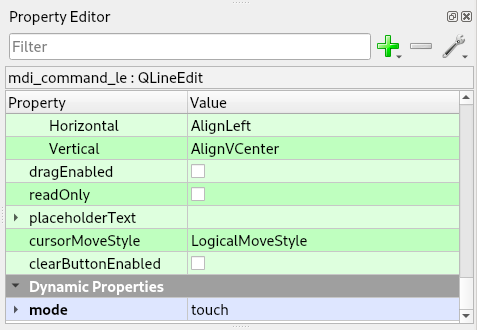 Property Editor
Filter
mdi_command_le : QLineEdit
Property Value
Horizontal AlignLeft
Vertical AlignVCenter
dragEnabled
readOnly
placeholderText
cursorMoveStyle LogicalMoveStyle
clearButtonEnabled
Dynamic Properties
mode touch